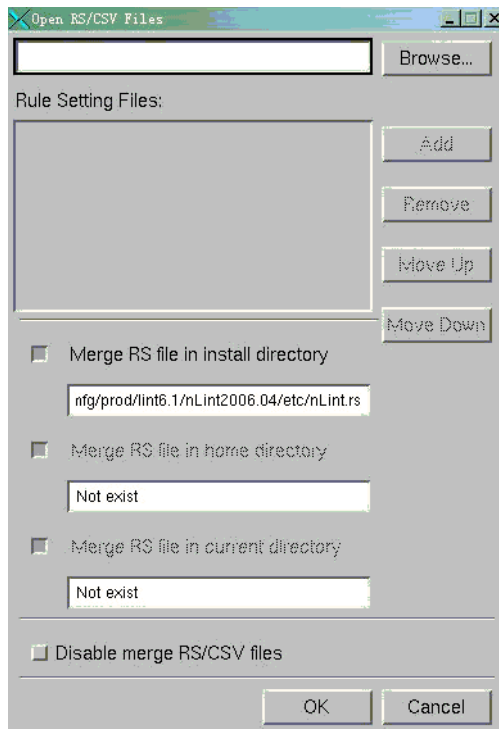 Open RS/CSV Files
Browse...
Rule Setting Files:
Add
Remove
Move Up
Move Down
Merge RS file in install directory
nfg/prod/lint6.1/nLint2006.04/etc/nLint.rs
Merge RS file in home directory
Not exist
Merge RS file in current directory
Not exist
Disable merge RS/CSV files
OK
Cancel